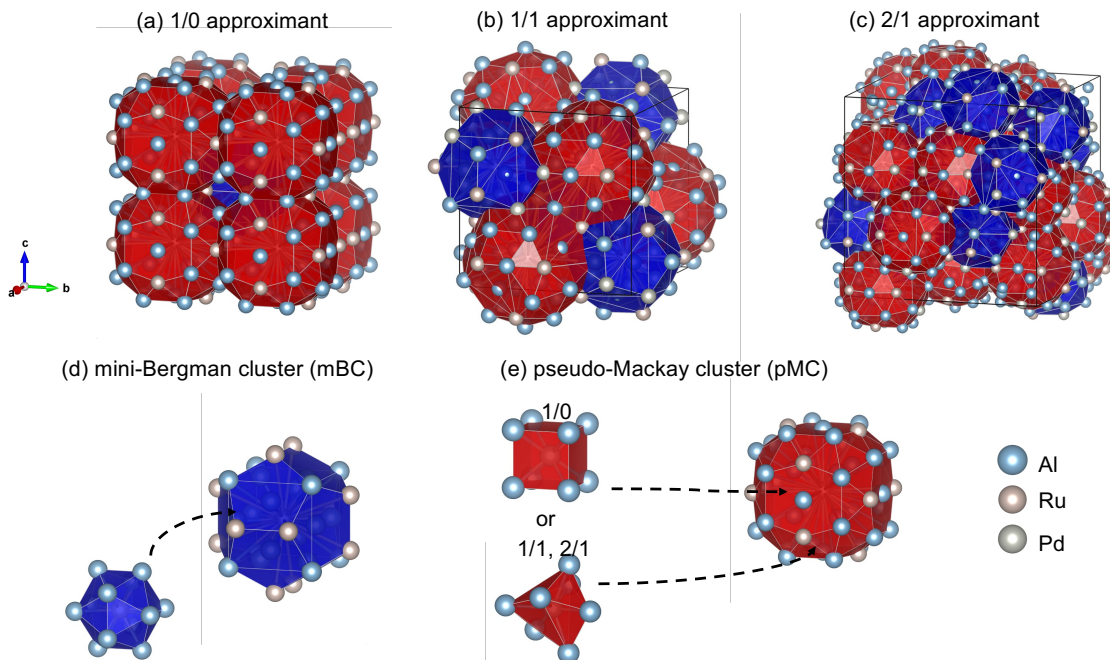 (a) 1/0 approximant
(b) 1/1 approximant
(c) 2/1 approximant
c
a
b
(d) mini-Bergman cluster (mBC)
(e) pseudo-Mackay cluster (pMC)
1/0
or
1/1, 2/1
Al
Ru
Pd